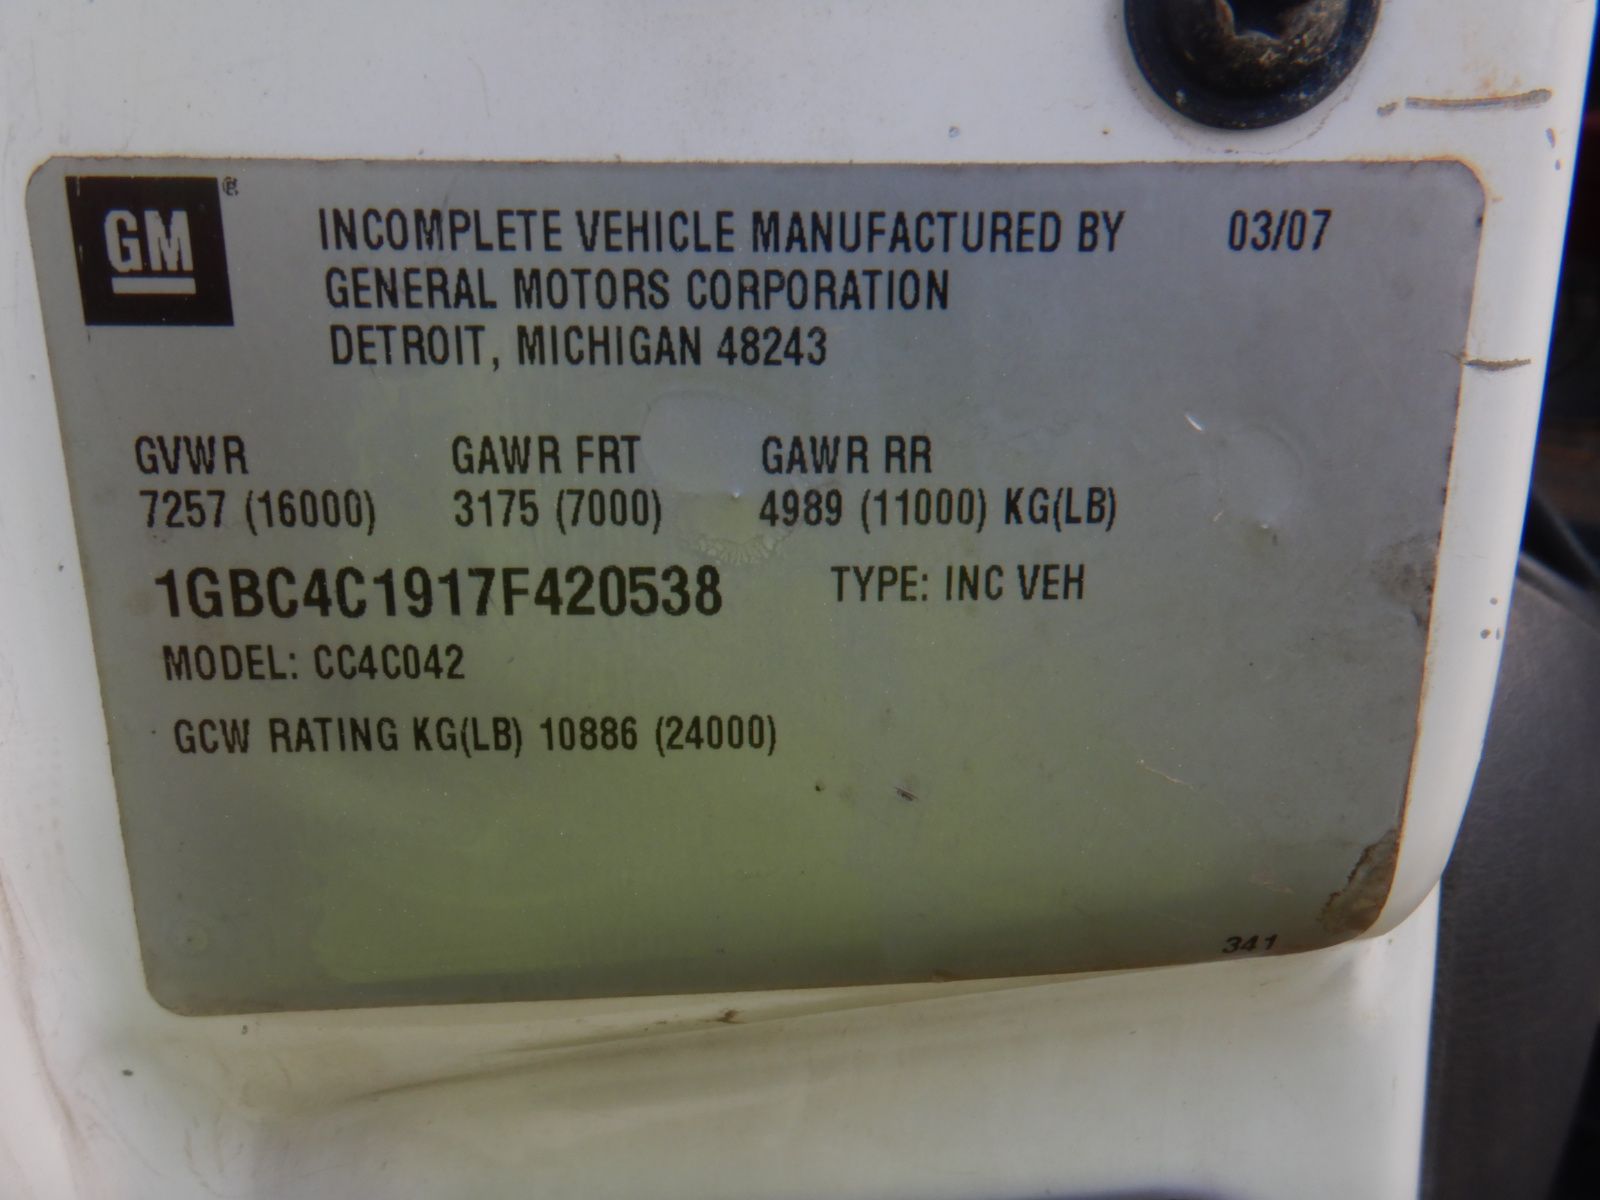 GM ®
INCOMPLETE VEHICLE MANUFACTURED BY 03/07
GENERAL MOTORS CORPORATION
DETROIT, MICHIGAN 48243
GVWR GAWR FRT GAWR RR
7257 (16000) 3175 (7000) 4989 (11000) KG(LB)
1GBC4C1917F420538 TYPE: INC VEH
MODEL: CC4C042
GCW RATING KG(LB) 10886 (24000)
341